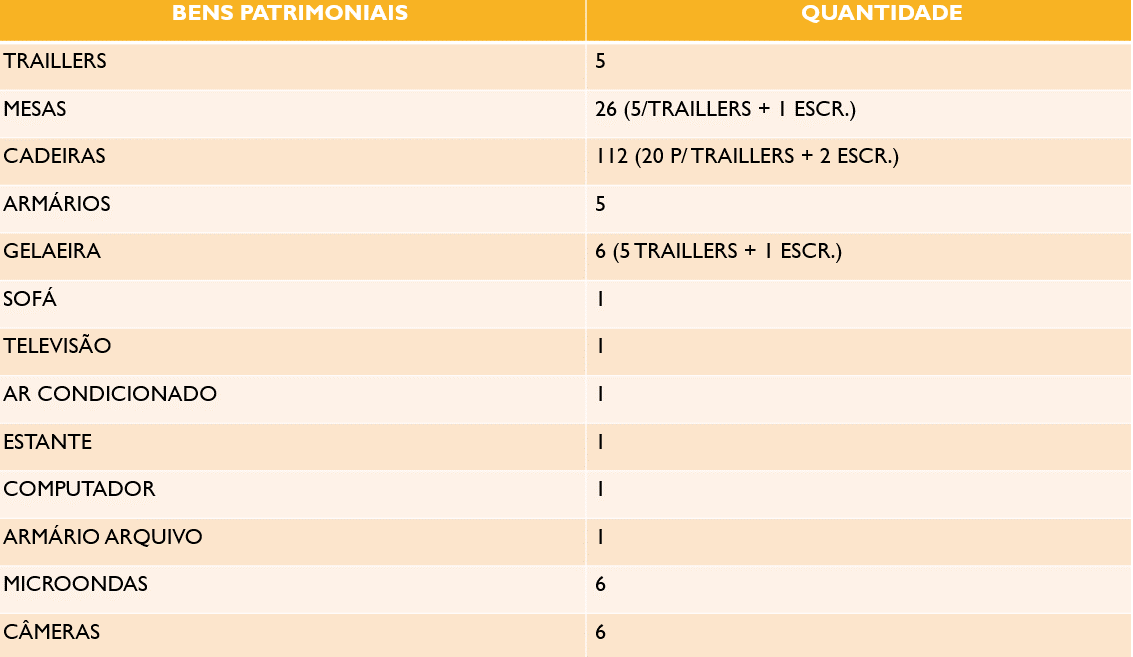 BENS PATRIMONIAIS QUANTIDADE
TRAILLERS 5
MESAS 26 (5/TRAILLERS + 1 ESCR.)
CADEIRAS 112 (20 P/ TRAILLERS + 2 ESCR.)
ARMÁRIOS 5
GELAEIRA 6 (5 TRAILLERS + 1 ESCR.)
SOFÁ 1
TELEVISÃO 1
AR CONDICIONADO 1
ESTANTE 1
COMPUTADOR 1
ARMÁRIO ARQUIVO 1
MICROONDAS 6
CÂMERAS 6